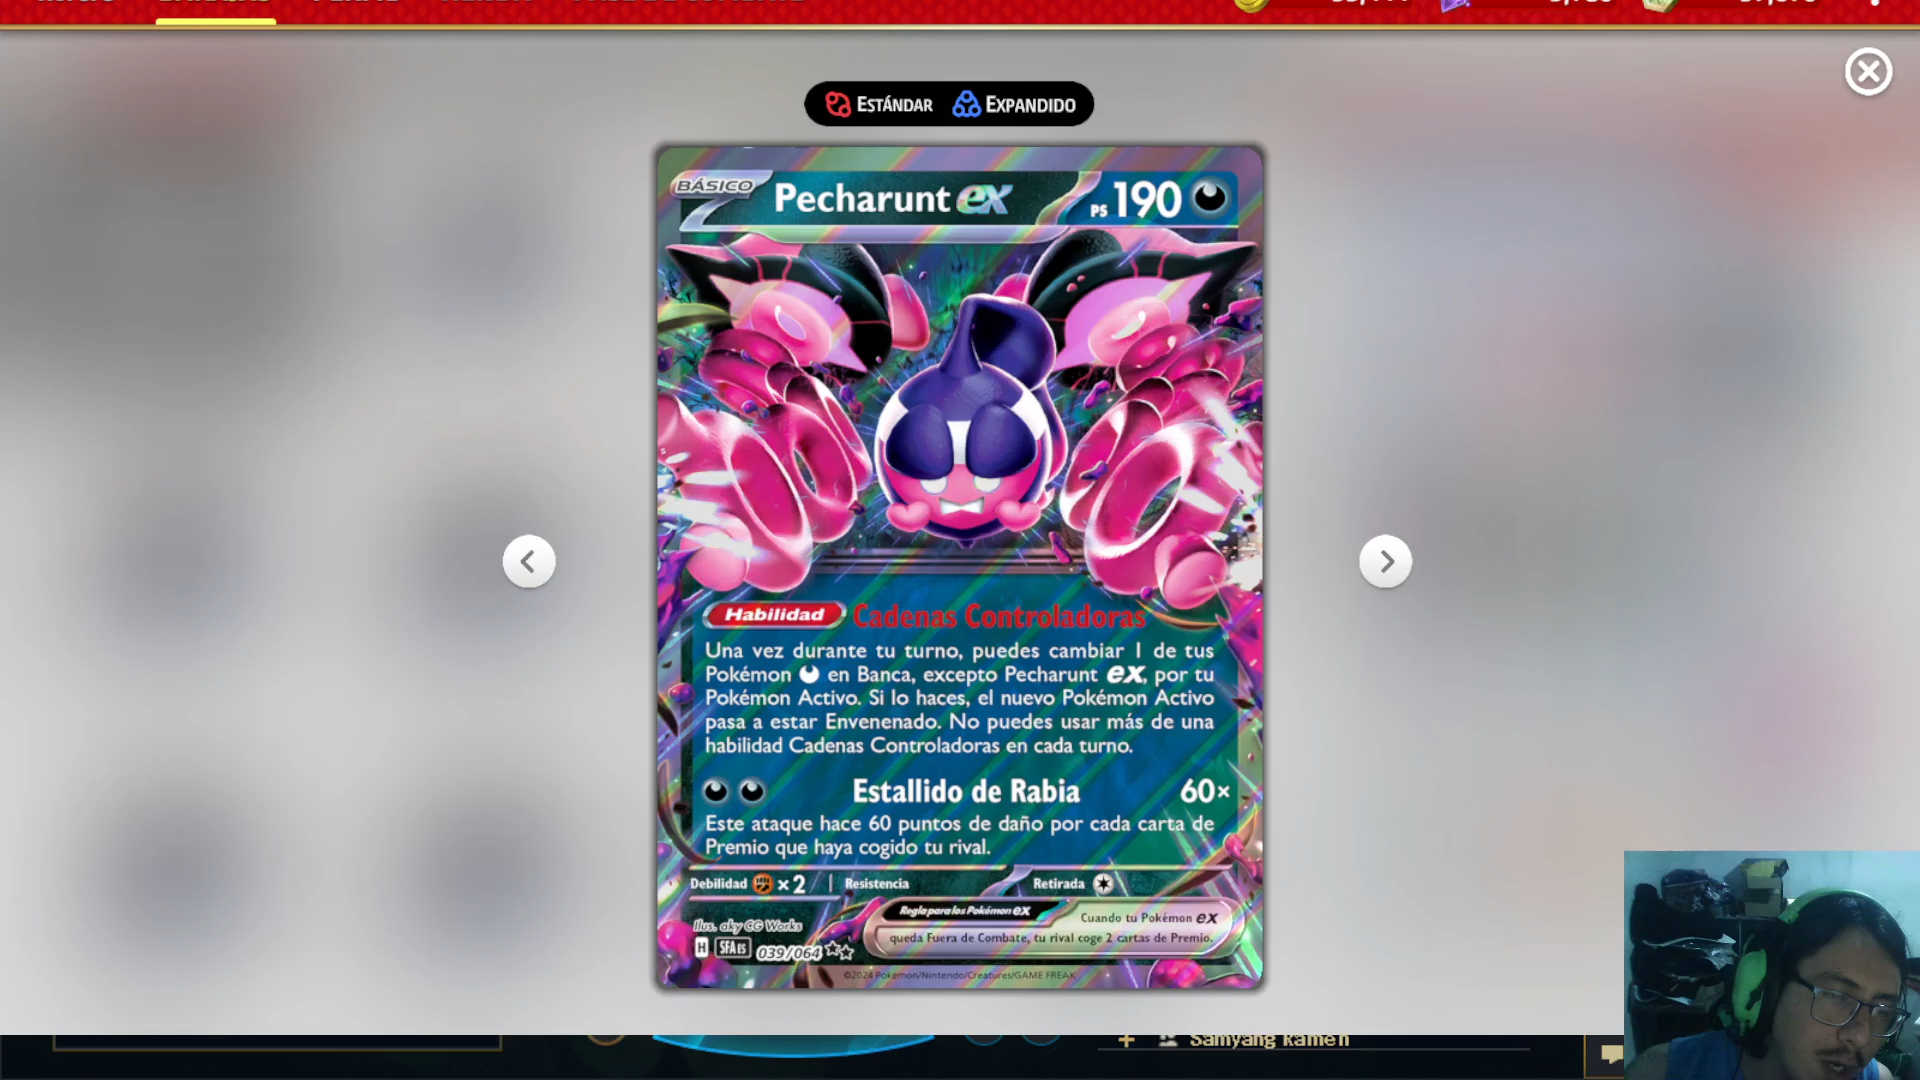 ESTÁNDAR EXPANDIDO
BÁSICO
Pecharunt ex PS 190
Habilidad Cadenas Controladoras
Una vez durante tu turno, puedes cambiar 1 de tus
Pokémon en Banca, excepto Pecharunt ex, por tu
Pokémon Activo. Si lo haces, el nuevo Pokémon Activo
pasa a estar Envenenado. No puedes usar más de una
habilidad Cadenas Controladoras en cada turno.
Estallido de Rabia 60×
Este ataque hace 60 puntos de daño por cada carta de
Premio que haya cogido tu rival.
Debilidad ×2 Resistencia Retirada
Regla para los Pokémon ex Cuando tu Pokémon ex
queda Fuera de Combate, tu rival coge 2 cartas de Premio.
Ilus. aky CG Works
H SFA ES 039/064
©2024 Pokémon/Nintendo/Creatures/GAME FREAK
Samyang ramen